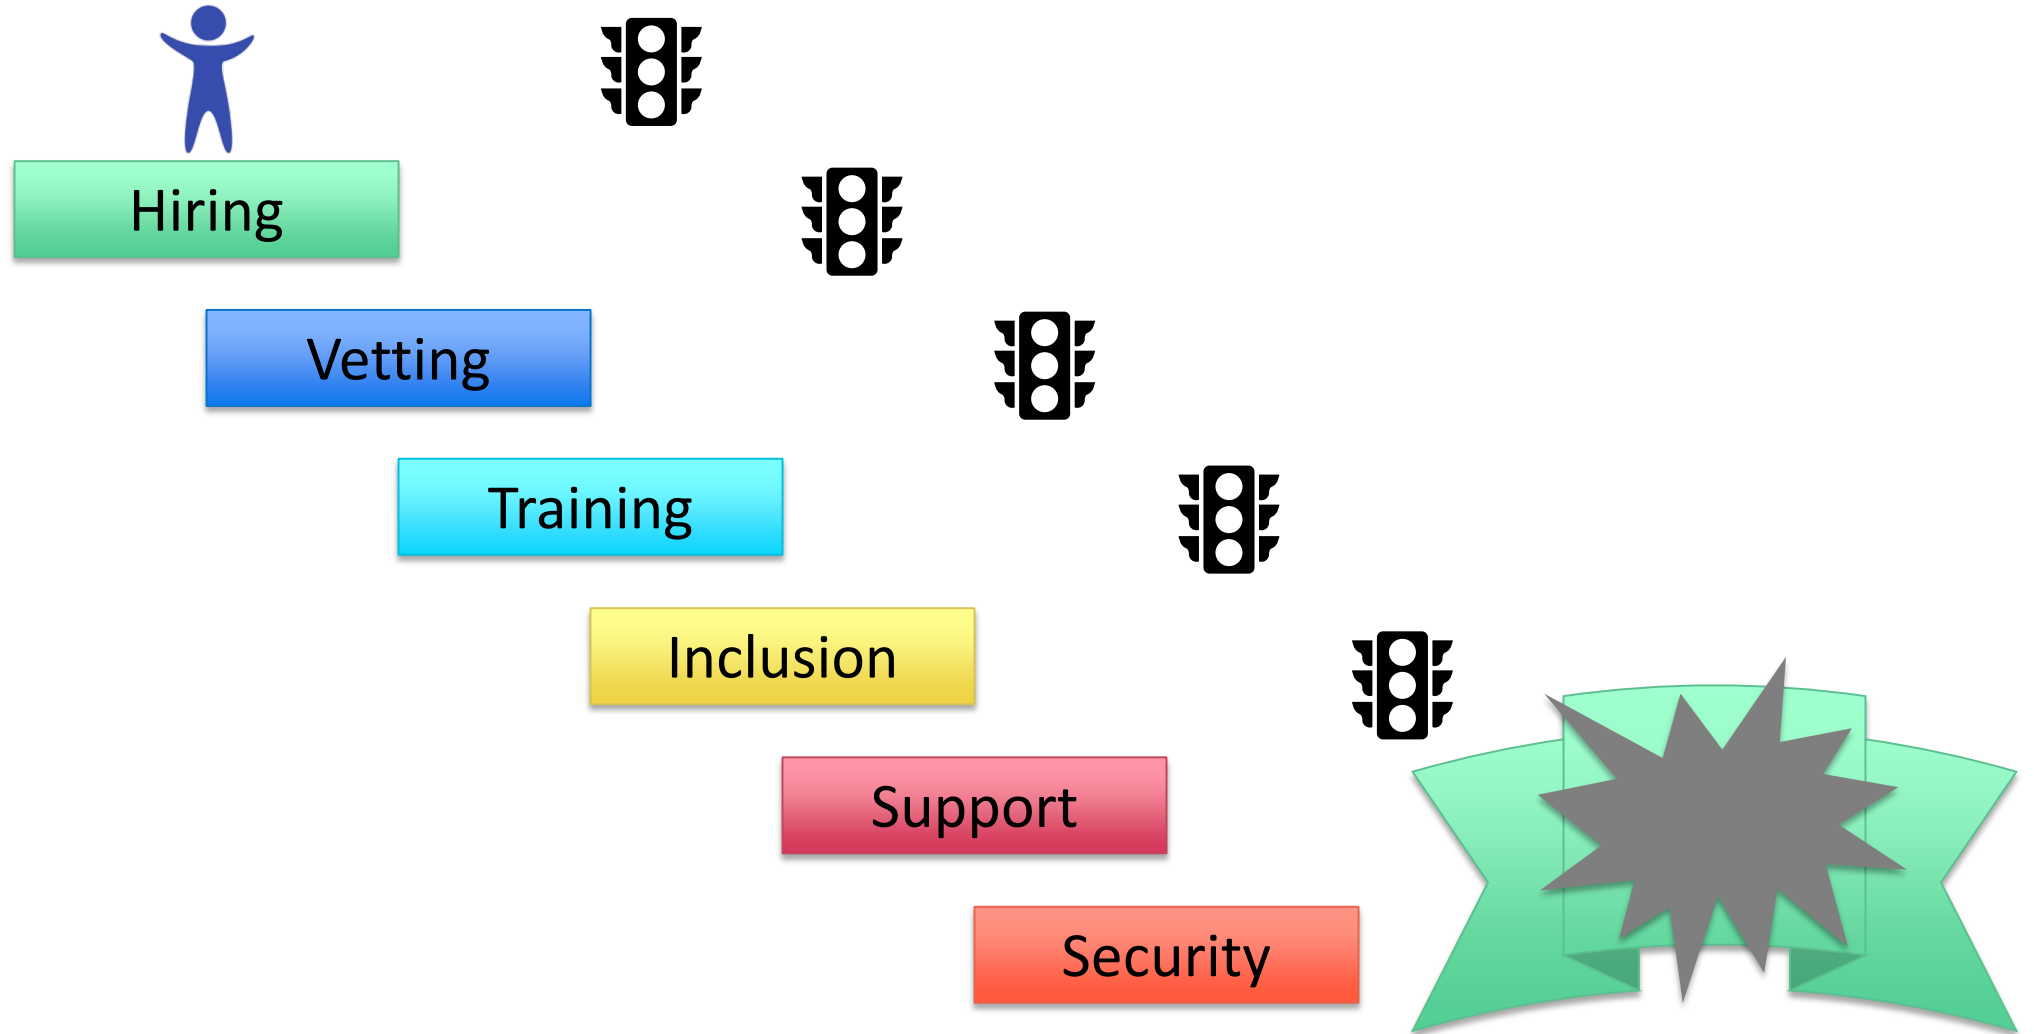 Hiring
Vetting
Training
Inclusion
Support
Security